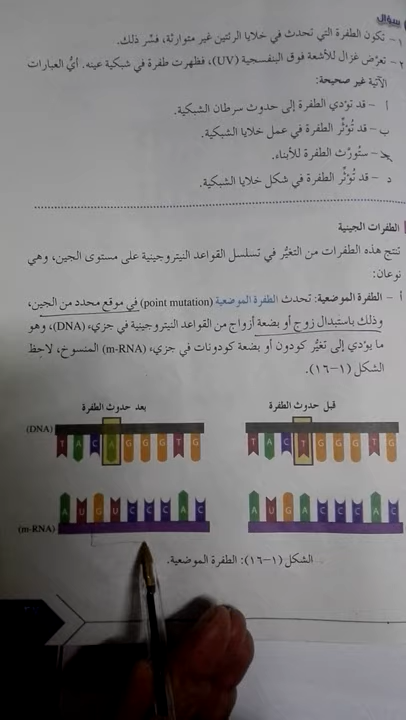 سؤال
١- تكون الطفرة التي تحدث في خلايا الرئتين غير متوارثة، فسّر ذلك.
٢- تعرّض غزال للأشعة فوق البنفسجية (UV)، فظهرت طفرة في شبكية عينه. أيُّ العبارات
الآتية غير صحيحة:
أ - قد تؤدي الطفرة إلى حدوث سرطان الشبكية.
ب- قد تُؤثِّر الطفرة في عمل خلايا الشبكية.
جـ- ستُورَّث الطفرة للأبناء.
د - قد تُؤثِّر الطفرة في شكل خلايا الشبكية.
الطفرات الجينية
تنتج هذه الطفرات من التغيُّر في تسلسل القواعد النيتروجينية على مستوى الجين، وهي
نوعان:
أ - الطفرة الموضعية: تحدث الطفرة الموضعية (point mutation) في موقع محدد من الجين،
وذلك باستبدال زوج أو بضعة أزواج من القواعد النيتروجينية في جزيء (DNA)، وهو
ما يؤدي إلى تغيُّر كودون أو بضعة كودونات في جزيء (m-RNA) المنسوخ، لاحِظ
الشكل (١-١٦).
قبل حدوث الطفرة
بعد حدوث الطفرة
(DNA)
T A C A G G G T G
T A C T G G G T G
A U G U C C C A C
A U G A C C C A C
(m-RNA)
الشكل (١-١٦): الطفرة الموضعية.